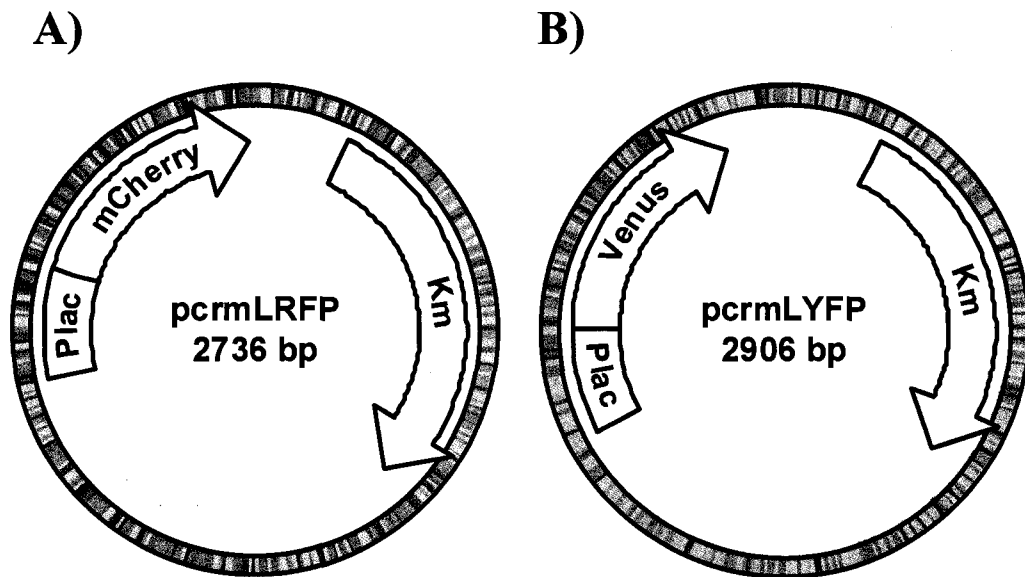 A)
mCherry
Plac
Km
pcrmLRFP
2736 bp
B)
Venus
Plac
Km
pcrmLYFP
2906 bp